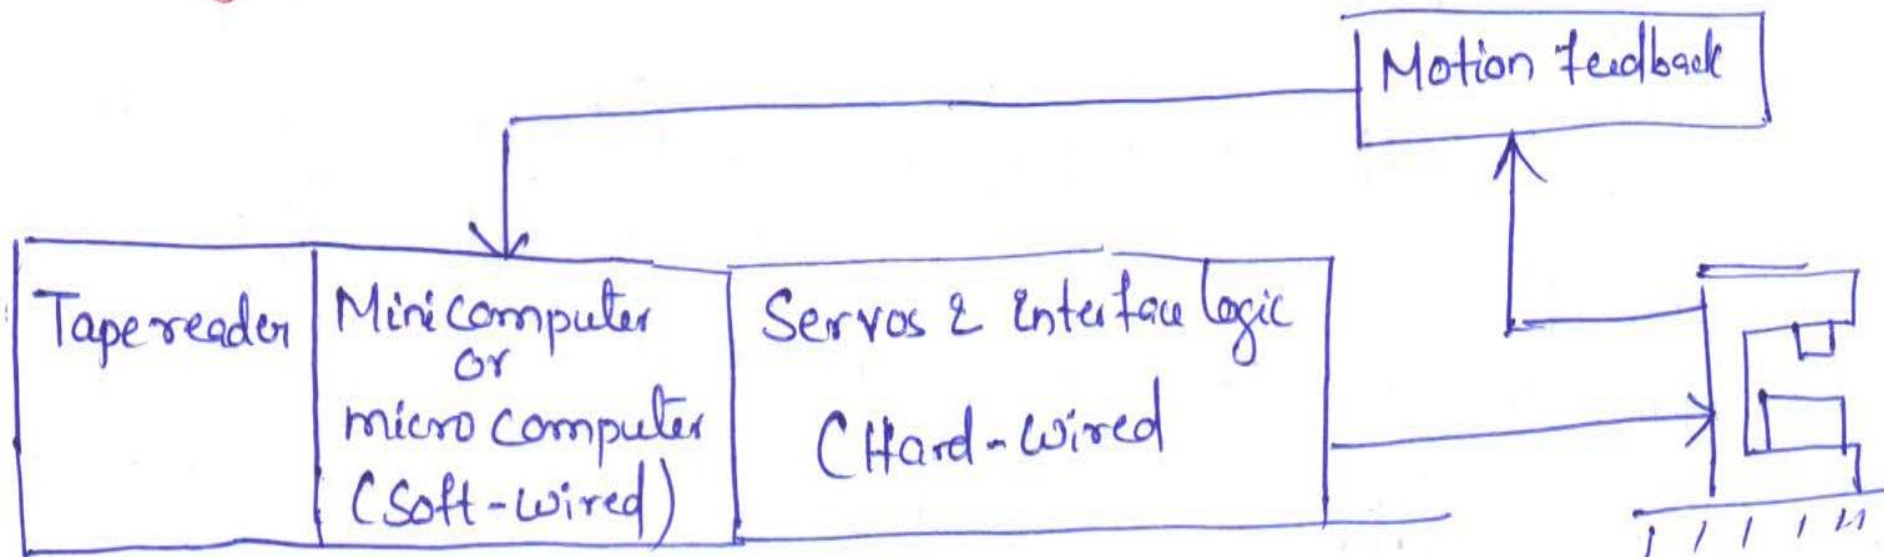 Motion feedback
Tape reader
Mini computer
or
micro computer
(Soft-wired)
Servos & interface logic
(Hard-wired